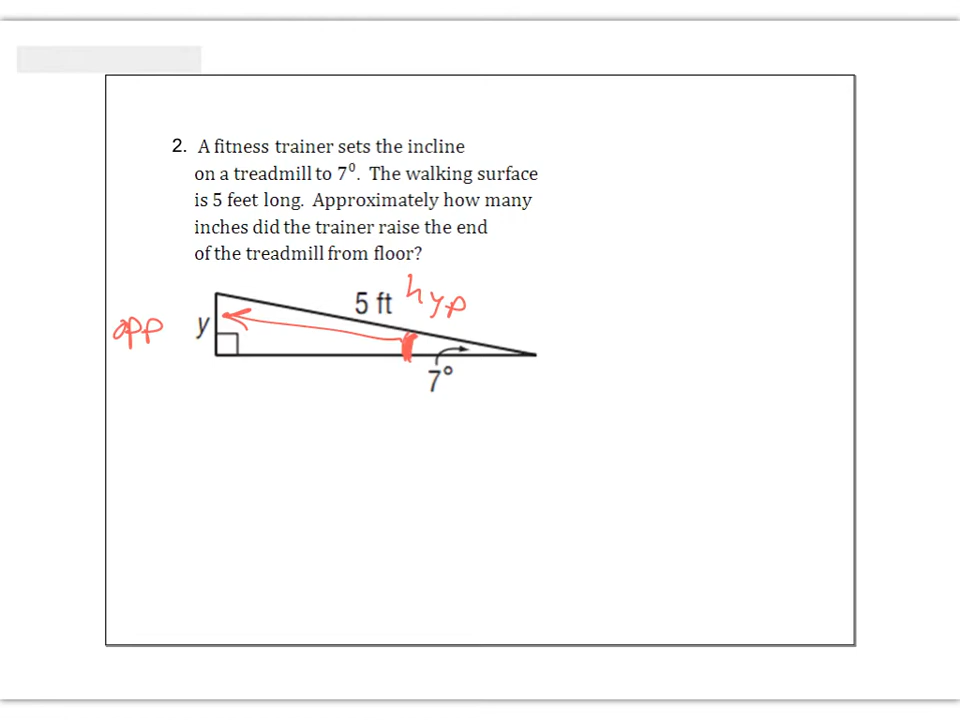 2. A fitness trainer sets the incline
on a treadmill to 7⁰. The walking surface
is 5 feet long. Approximately how many
inches did the trainer raise the end
of the treadmill from floor?
5 ft hyp
opp y
7°